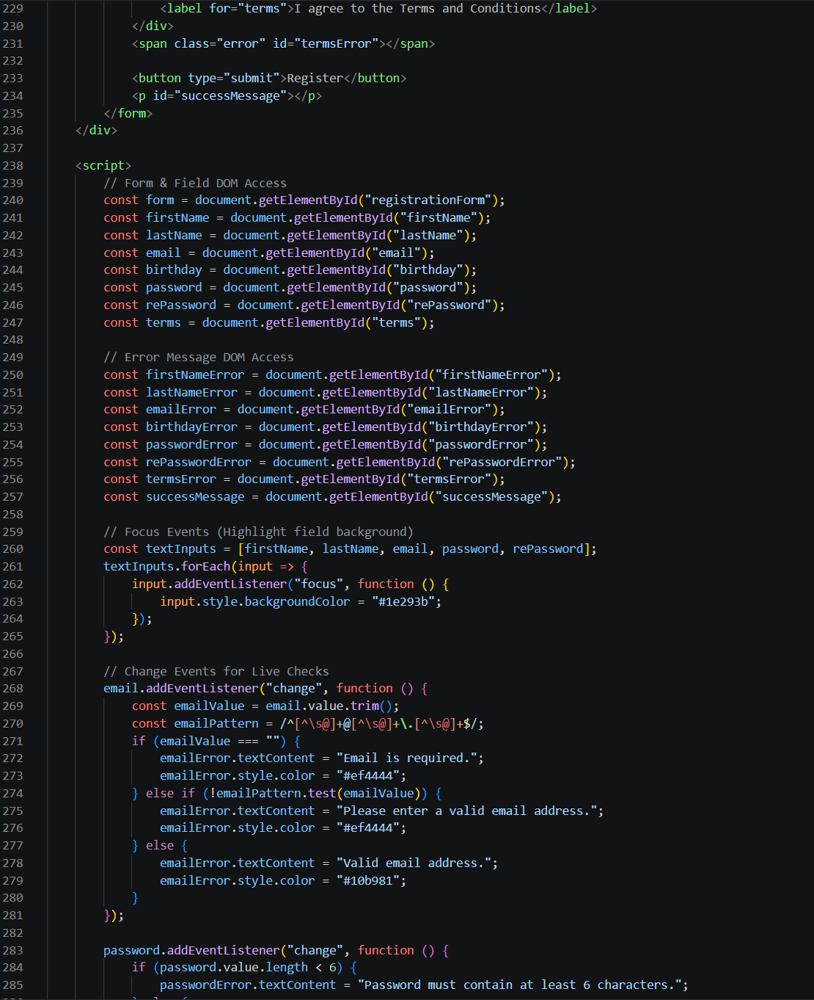 229 <label for="terms">I agree to the Terms and Conditions</label>
230 </div>
231 <span class="error" id="termsError"></span>
232
233 <button type="submit">Register</button>
234 <p id="successMessage"></p>
235 </form>
236 </div>
237
238 <script>
239 // Form & Field DOM Access
240 const form = document.getElementById("registrationForm");
241 const firstName = document.getElementById("firstName");
242 const lastName = document.getElementById("lastName");
243 const email = document.getElementById("email");
244 const birthday = document.getElementById("birthday");
245 const password = document.getElementById("password");
246 const rePassword = document.getElementById("rePassword");
247 const terms = document.getElementById("terms");
248
249 // Error Message DOM Access
250 const firstNameError = document.getElementById("firstNameError");
251 const lastNameError = document.getElementById("lastNameError");
252 const emailError = document.getElementById("emailError");
253 const birthdayError = document.getElementById("birthdayError");
254 const passwordError = document.getElementById("passwordError");
255 const rePasswordError = document.getElementById("rePasswordError");
256 const termsError = document.getElementById("termsError");
257 const successMessage = document.getElementById("successMessage");
258
259 // Focus Events (Highlight field background)
260 const textInputs = [firstName, lastName, email, password, rePassword];
261 textInputs.forEach(input => {
262 input.addEventListener("focus", function () {
263 input.style.backgroundColor = "#1e293b";
264 });
265 });
266
267 // Change Events for Live Checks
268 email.addEventListener("change", function () {
269 const emailValue = email.value.trim();
270 const emailPattern = /^[^\s@]+@[^\s@]+\.[^\s@]+$/;
271 if (emailValue === "") {
272 emailError.textContent = "Email is required.";
273 emailError.style.color = "#ef4444";
274 } else if (!emailPattern.test(emailValue)) {
275 emailError.textContent = "Please enter a valid email address.";
276 emailError.style.color = "#ef4444";
277 } else {
278 emailError.textContent = "Valid email address.";
279 emailError.style.color = "#10b981";
280 }
281 });
282
283 password.addEventListener("change", function () {
284 if (password.value.length < 6) {
285 passwordError.textContent = "Password must contain at least 6 characters.";